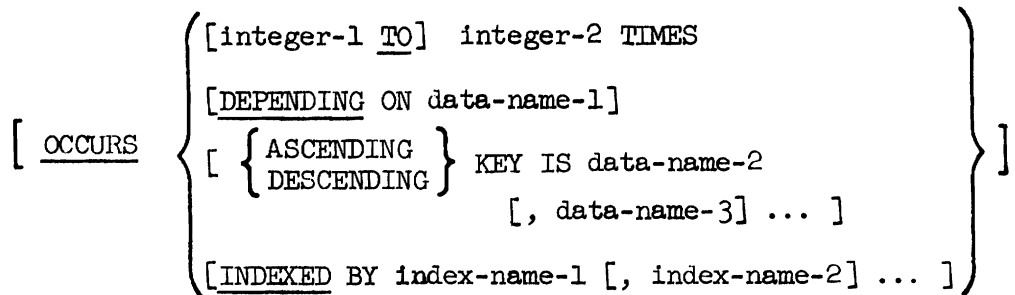 [integer-1 TO] integer-2 TIMES
[DEPENDING ON data-name-1]
[ OCCURS { [ { ASCENDING
DESCENDING } KEY IS data-name-2
[, data-name-3] ... ]
[INDEXED BY index-name-1 [, index-name-2] ... ] } ]